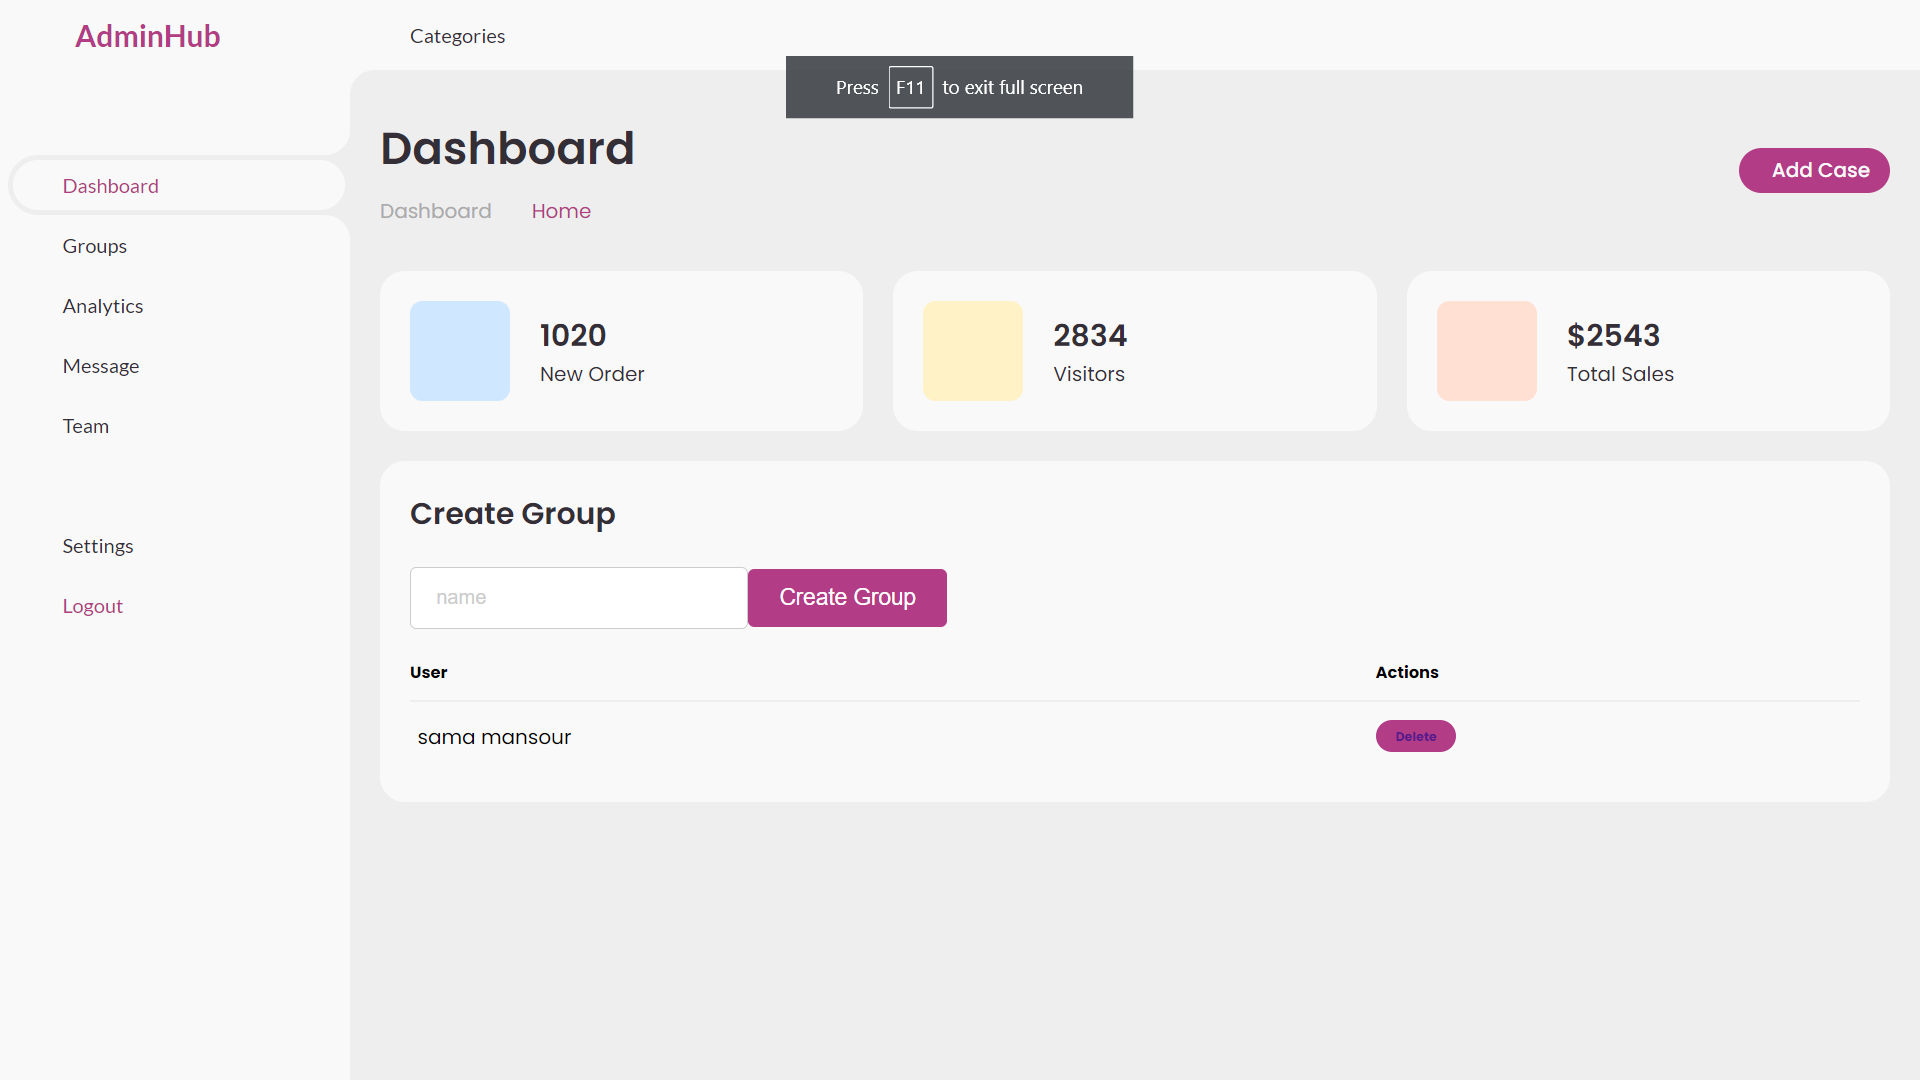 AdminHub
Categories
Press F11 to exit full screen
Dashboard
Groups
Analytics
Message
Team
Settings
Logout
Dashboard
Dashboard Home
Add Case
1020
New Order
2834
Visitors
$2543
Total Sales
Create Group
name
Create Group
User Actions
sama mansour Delete